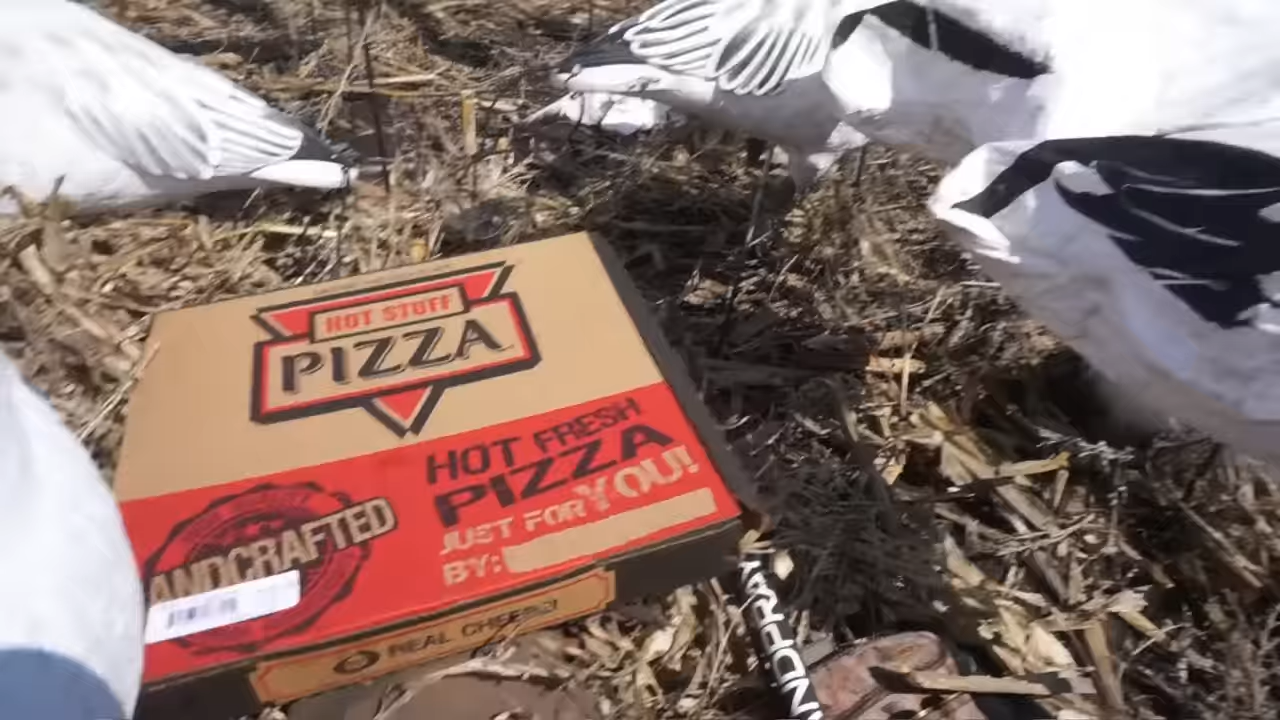 HOT STUFF
PIZZA
HOT FRESH
PIZZA
JUST FOR YOU!
BY:
ANDCRAFTED
REAL CHEESE!